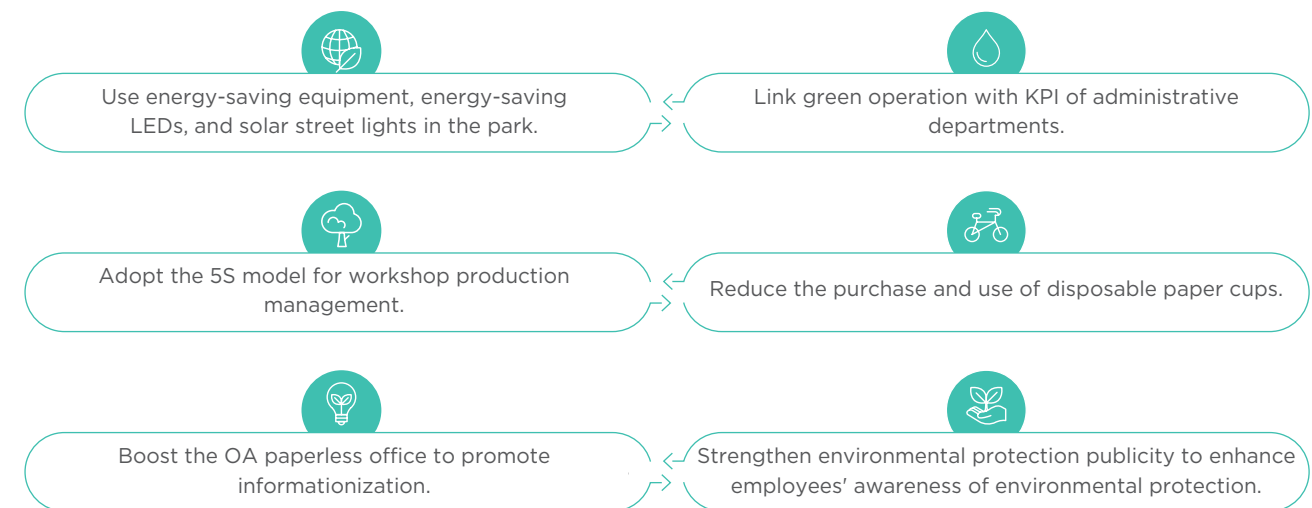 Use energy-saving equipment, energy-saving
LEDs, and solar street lights in the park.
Link green operation with KPI of administrative
departments.
Adopt the 5S model for workshop production
management.
Reduce the purchase and use of disposable paper cups.
Boost the OA paperless office to promote
informationization.
Strengthen environmental protection publicity to enhance
employees' awareness of environmental protection.